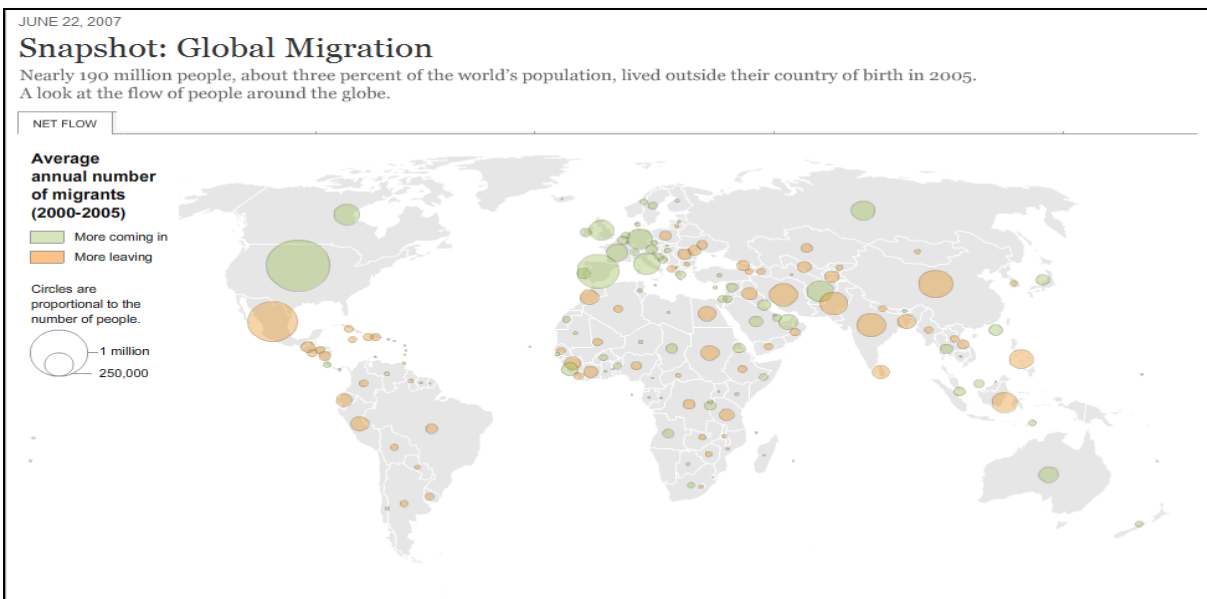 JUNE 22, 2007
Snapshot: Global Migration
Nearly 190 million people, about three percent of the world's population, lived outside their country of birth in 2005.
A look at the flow of people around the globe.
NET FLOW
Average
annual number
of migrants
(2000-2005)
More coming in
More leaving
Circles are
proportional to the
number of people.
1 million
250,000